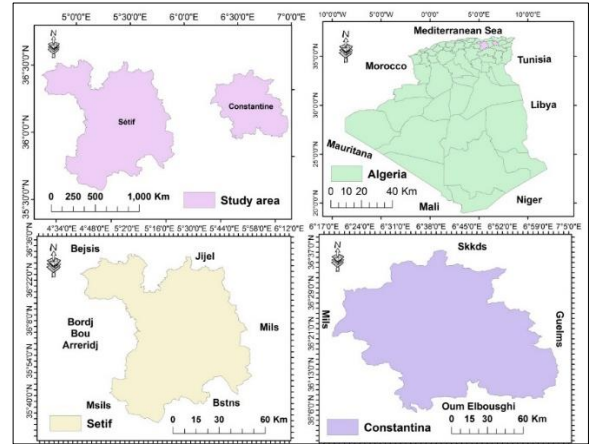 5°0'0"E 5°30'0"E 6°0'0"E 6°30'0"E 7°0'0"E
N
36°30'N
36°0'N
35°30'N
Sétif
Constantine
0 250 500 1,000 Km
Study area
10°0'0"W 5°0'0"W 0°0'0" 5°0'0"E 10°0'0"E
Mediterranean Sea
N
Morocco
Tunisia
Libya
Mauritana
Algeria
0 10 20 40 Km
Mali
Niger
35°0'0"N
30°0'0"N
25°0'0"N
20°0'0"N
4°34'0"E 4°48'0"E 5°2'0"E 5°16'0"E 5°30'0"E 5°44'0"E 5°58'0"E 6°12'0"E
N
Bejsis
Jijel
Bordj
Bou
Arreridj
Mils
Msils
Bstns
0 15 30 60 Km
Setif
35°54'0"N
35°40'0"N
6°17'0"E 6°24'0"E 6°31'0"E 6°38'0"E 6°45'0"E 6°52'0"E 6°59'0"E 7°5'0"E
N
Skkds
Mils
Guelms
Oum Elbousghi
0 15 30 60 Km
Constantina